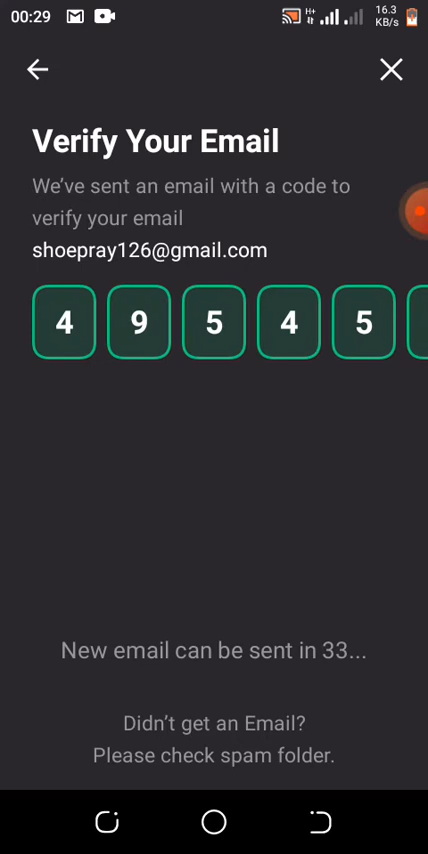 00:29 H+ 16.3
KB/s
Verify Your Email
We've sent an email with a code to
verify your email
shoepray126@gmail.com
4 9 5 4 5
New email can be sent in 33...
Didn't get an Email?
Please check spam folder.